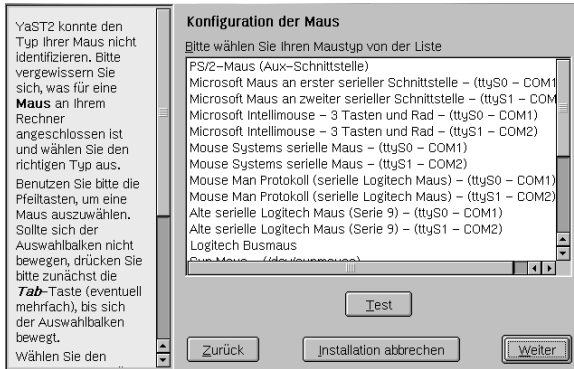 YaST2 konnte den
Typ Ihrer Maus nicht
identifizieren. Bitte
vergewissern Sie
sich, was für eine
Maus an Ihrem
Rechner
angeschlossen ist
und wählen Sie den
richtigen Typ aus.
Benutzen Sie bitte die
Pfeiltasten, um eine
Maus auszuwählen.
Sollte sich der
Auswahlbalken nicht
bewegen, drücken Sie
bitte zunächst die
Tab-Taste (eventuell
mehrfach), bis sich
der Auswahlbalken
bewegt.
Wählen Sie den
Konfiguration der Maus
Bitte wählen Sie Ihren Maustyp von der Liste
PS/2-Maus (Aux-Schnittstelle)
Microsoft Maus an erster serieller Schnittstelle - (ttyS0 - COM1
Microsoft Maus an zweiter serieller Schnittstelle - (ttyS1 - COM
Microsoft Intellimouse - 3 Tasten und Rad - (ttyS0 - COM1)
Microsoft Intellimouse - 3 Tasten und Rad - (ttyS1 - COM2)
Mouse Systems serielle Maus - (ttyS0 - COM1)
Mouse Systems serielle Maus - (ttyS1 - COM2)
Mouse Man Protokoll (serielle Logitech Maus) - (ttyS0 - COM1)
Mouse Man Protokoll (serielle Logitech Maus) - (ttyS1 - COM2)
Alte serielle Logitech Maus (Serie 9) - (ttyS0 - COM1)
Alte serielle Logitech Maus (Serie 9) - (ttyS1 - COM2)
Logitech Busmaus
Sun Maus - (/dev/sunmouse)
Test
Zurück
Installation abbrechen
Weiter